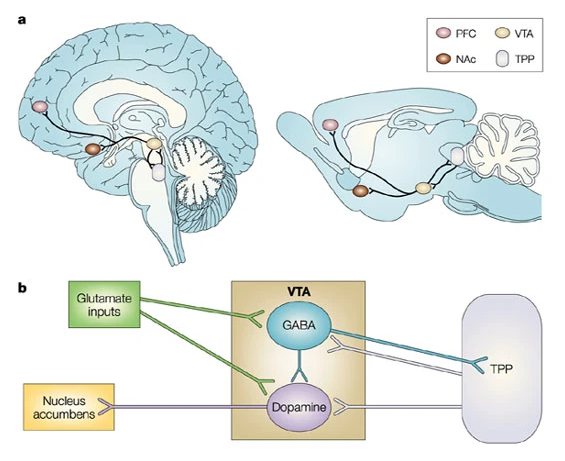 a
PFC
VTA
NAc
TPP
b
VTA
Glutamate
inputs
GABA
TPP
Nucleus
accumbens
Dopamine